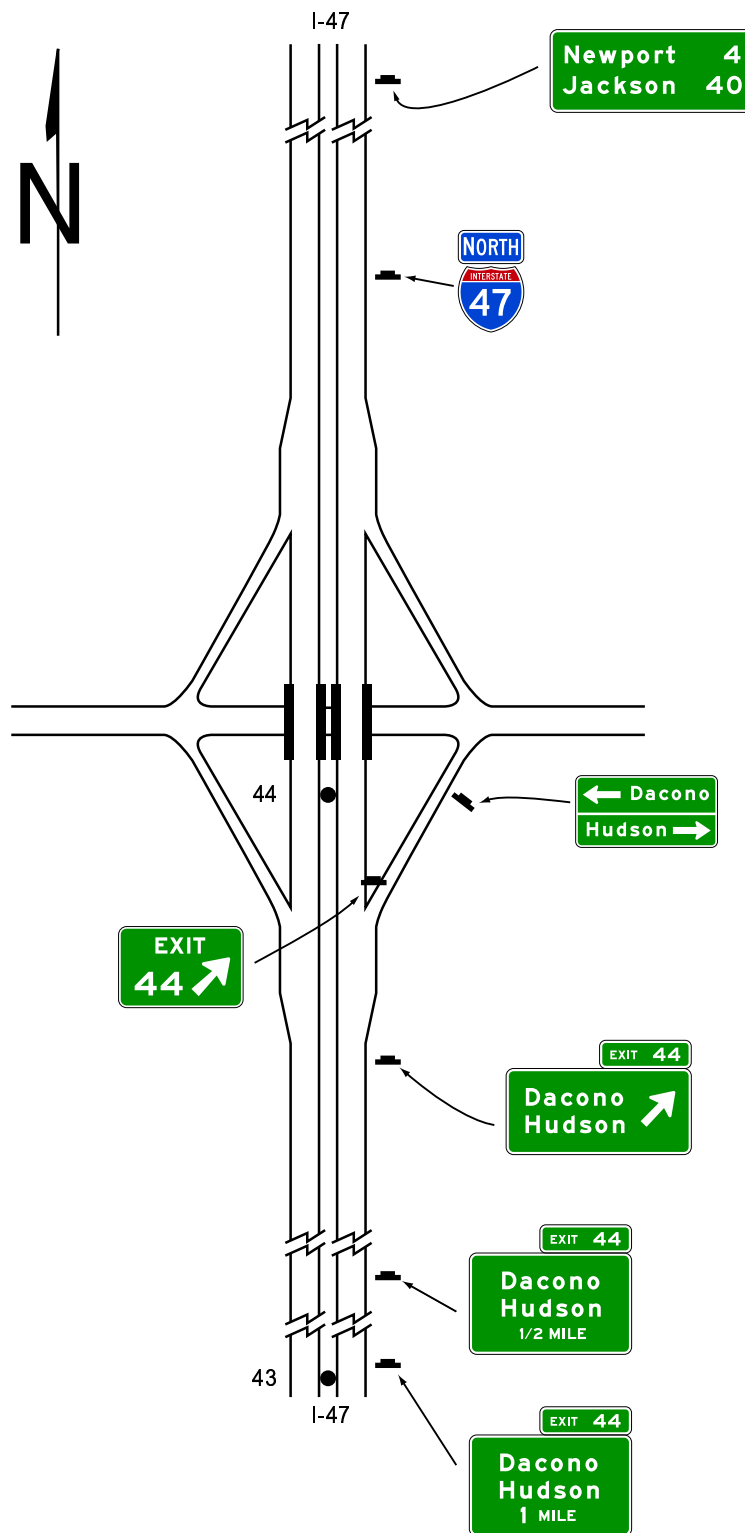 I-47
Newport 4
Jackson 40
N
NORTH
INTERSTATE
47
44
Dacono
Hudson
EXIT
44
EXIT 44
Dacono
Hudson
EXIT 44
Dacono
Hudson
1/2 MILE
43
I-47
EXIT 44
Dacono
Hudson
1 MILE